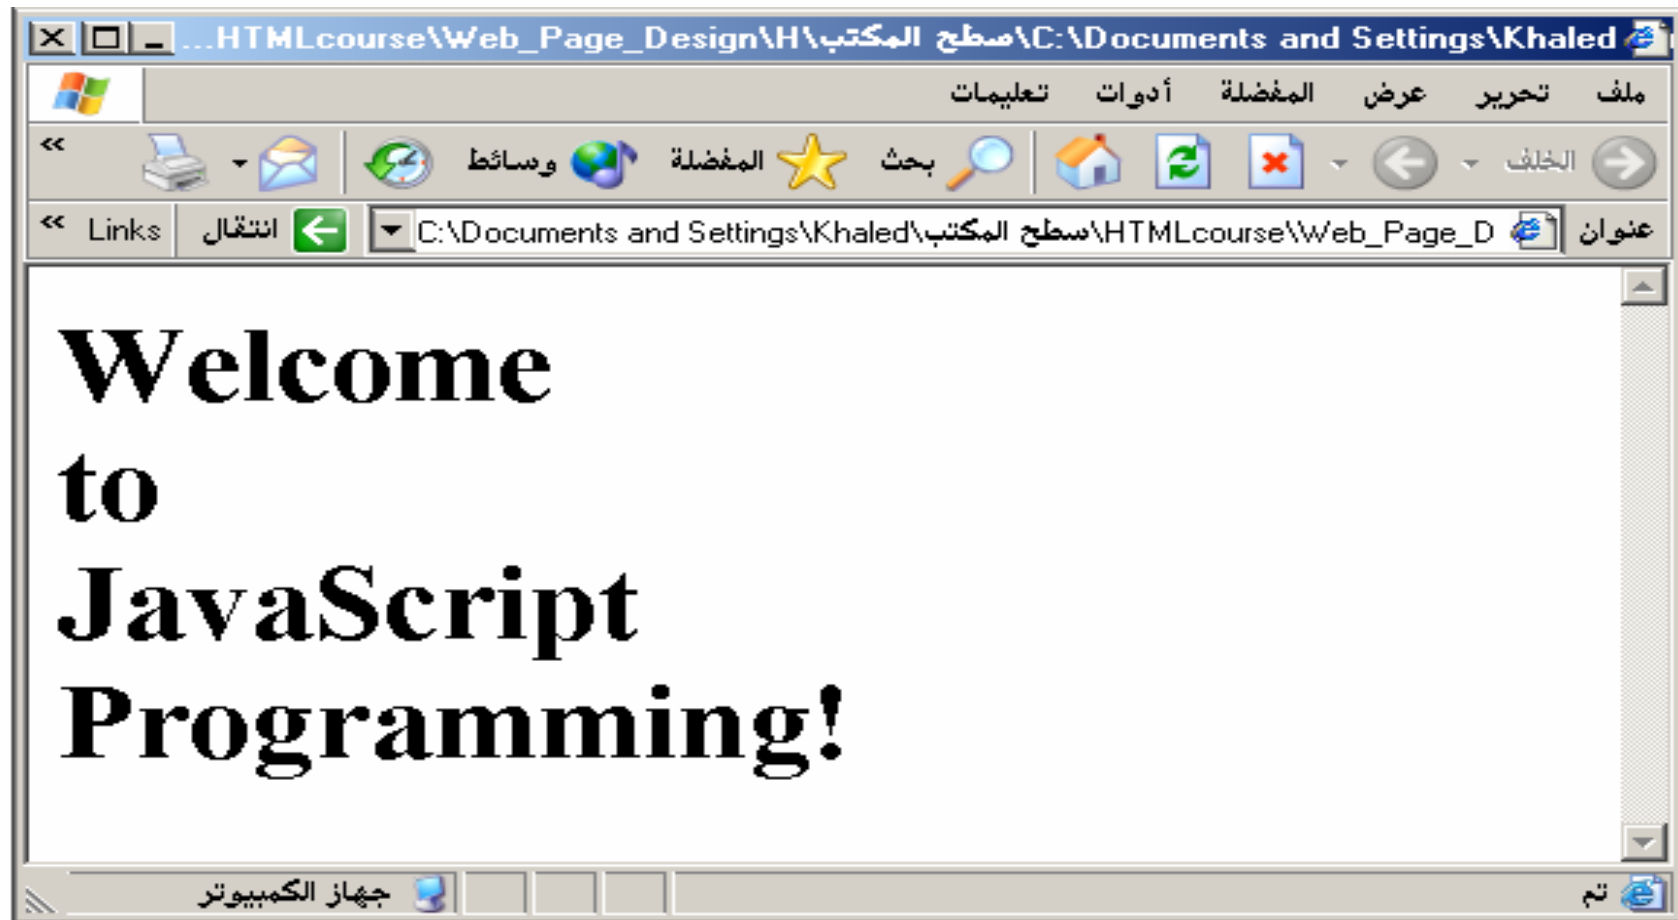 C:\Documents and Settings\Khaled\سطح المكتب\HTMLcourse\Web_Page_Design\H...
ملف تحرير عرض المفضلة أدوات تعليمات
الخلف بحث المفضلة وسائط »
عنوان C:\Documents and Settings\Khaled\سطح المكتب\HTMLcourse\Web_Page_D انتقال Links »
Welcome
to
JavaScript
Programming!
تم جهاز الكمبيوتر